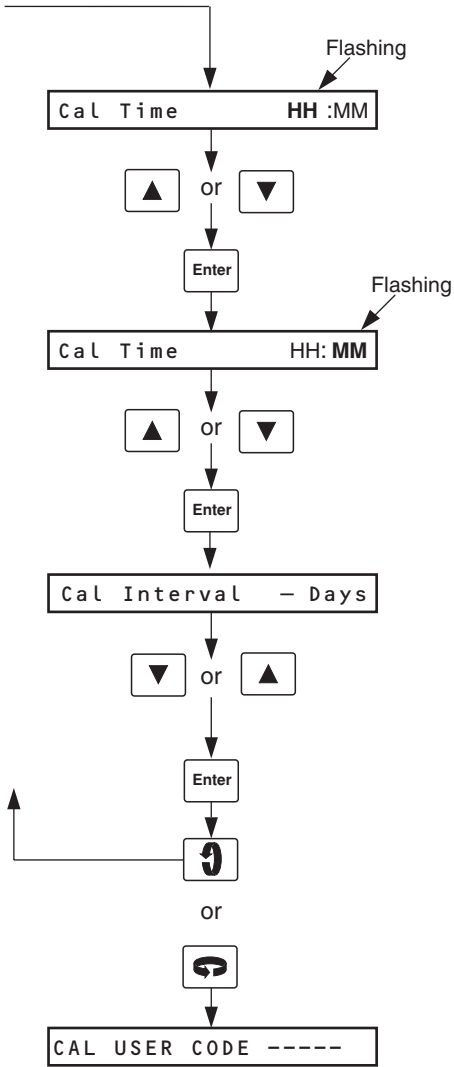 Flashing
Cal Time HH :MM
or
Enter
Flashing
Cal Time HH: MM
or
Enter
Cal Interval – Days
or
Enter
or
CAL USER CODE -----